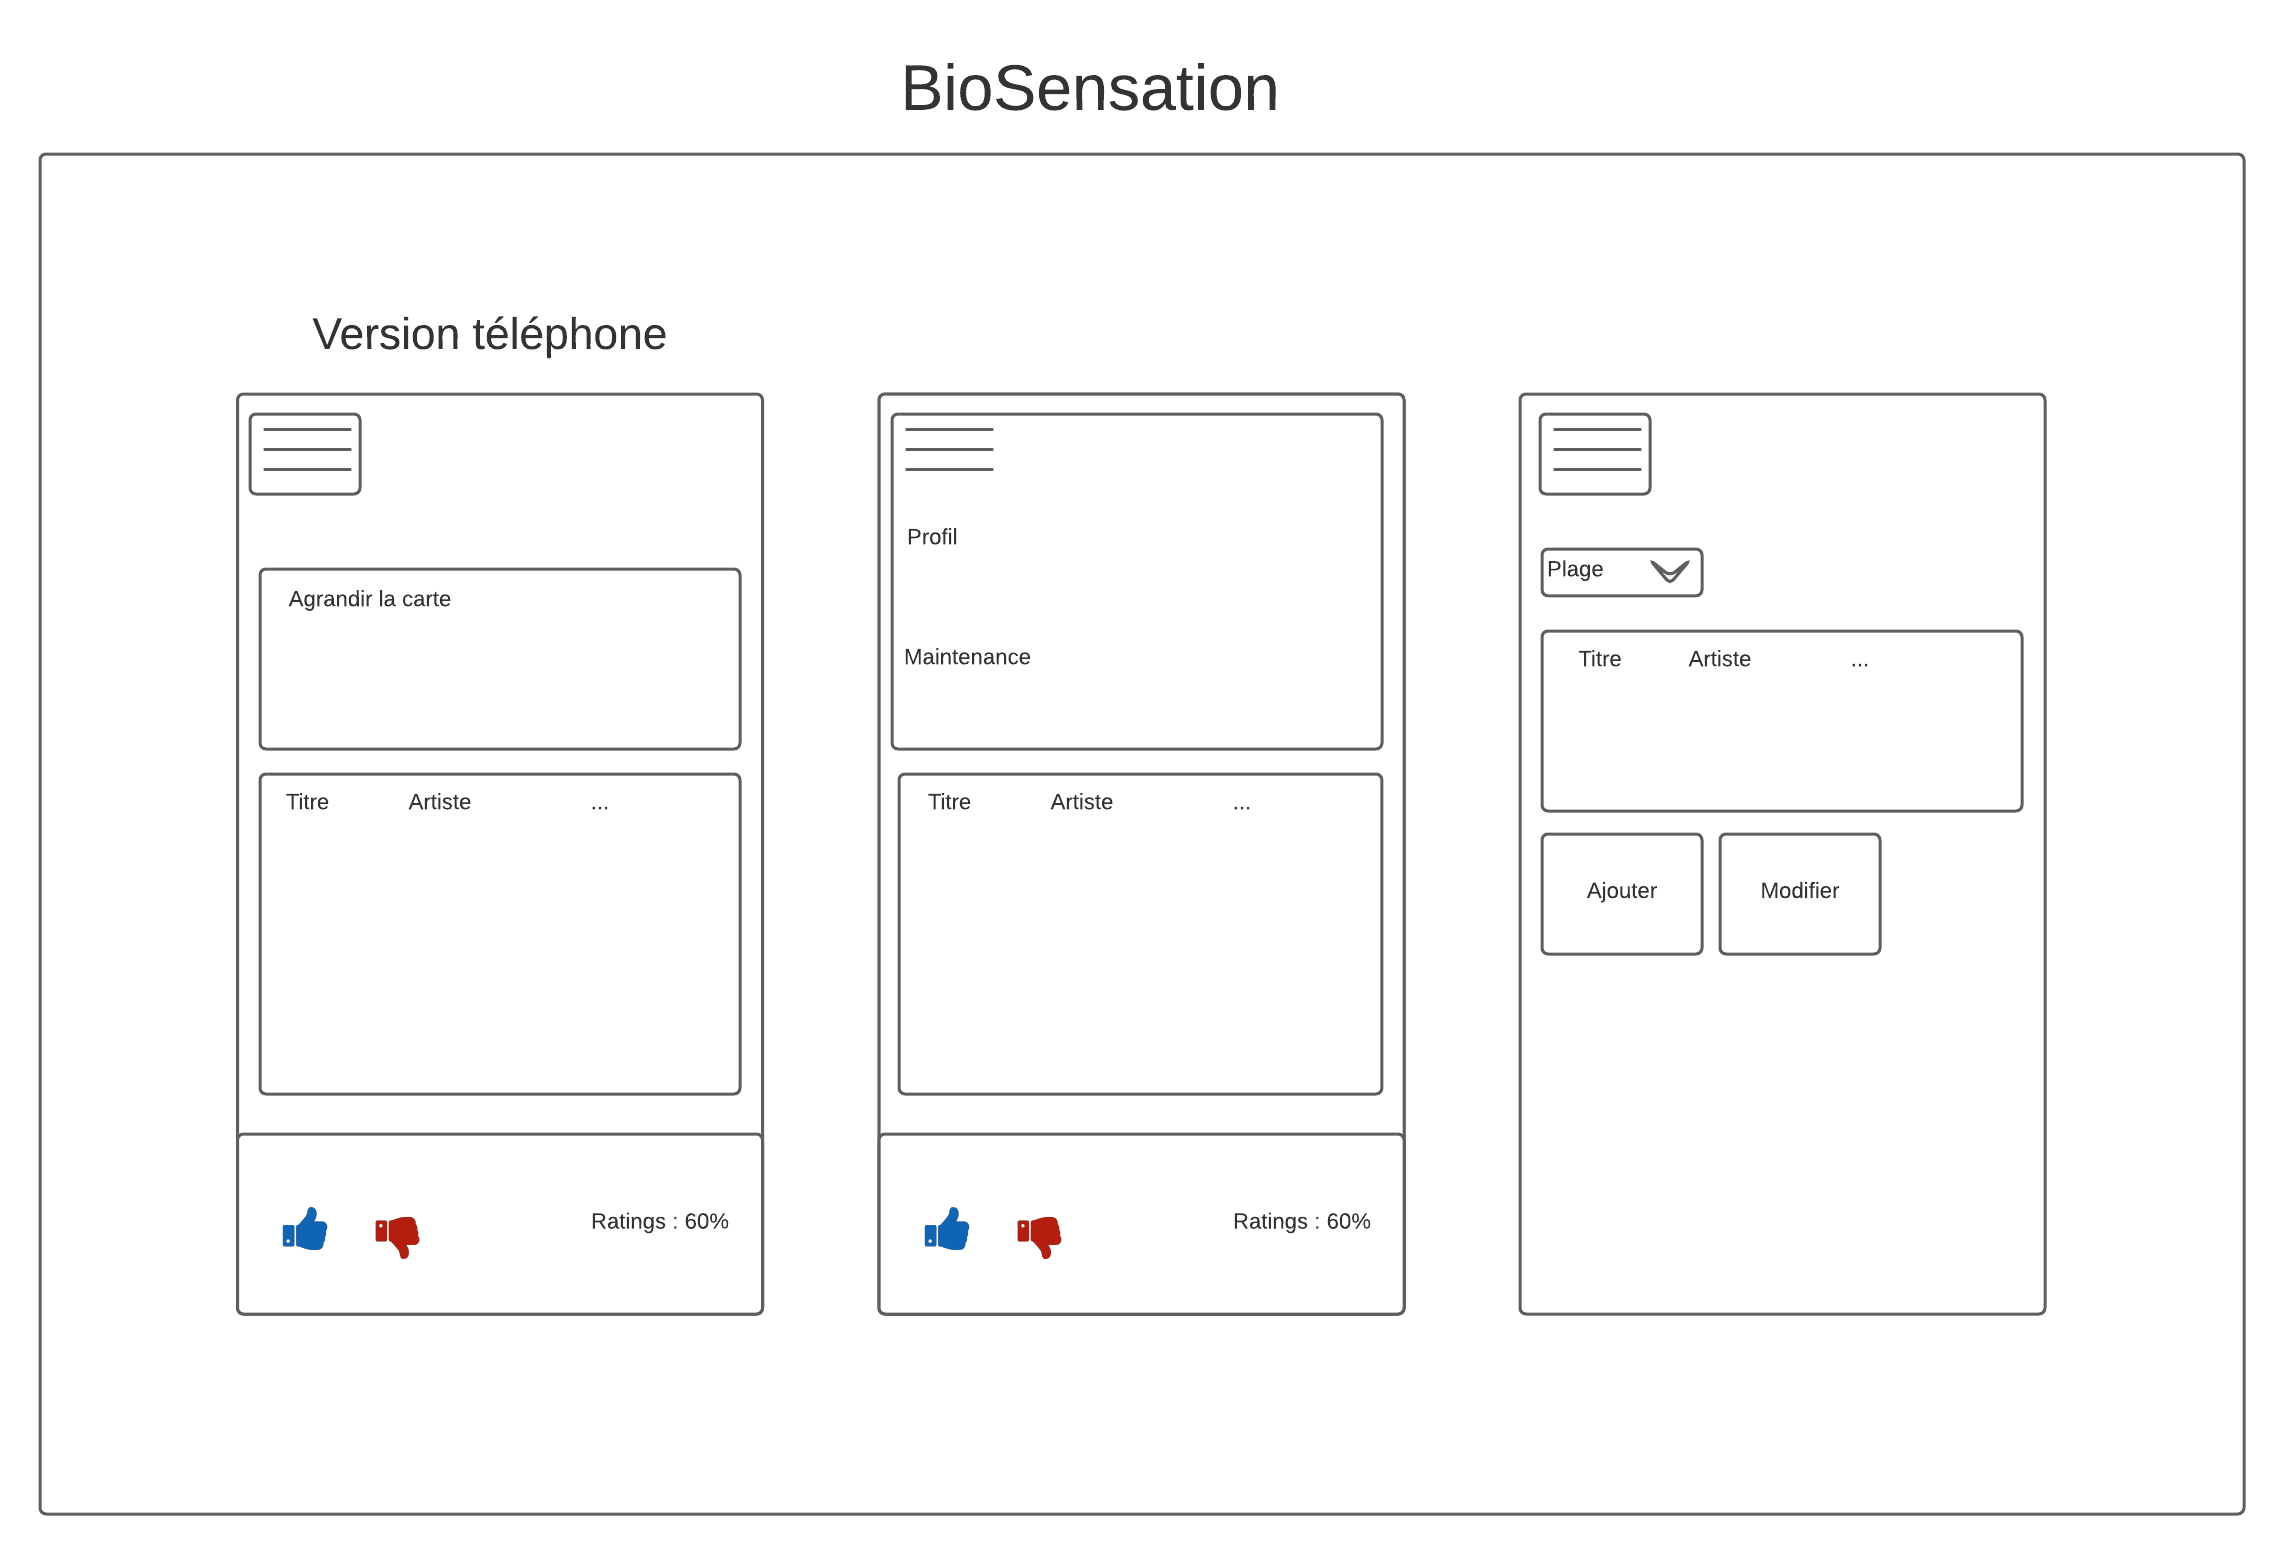 BioSensation
Version téléphone
Agrandir la carte
Titre Artiste ...
Ratings : 60%
Profil
Maintenance
Titre Artiste ...
Ratings : 60%
Plage
Titre Artiste ...
Ajouter Modifier